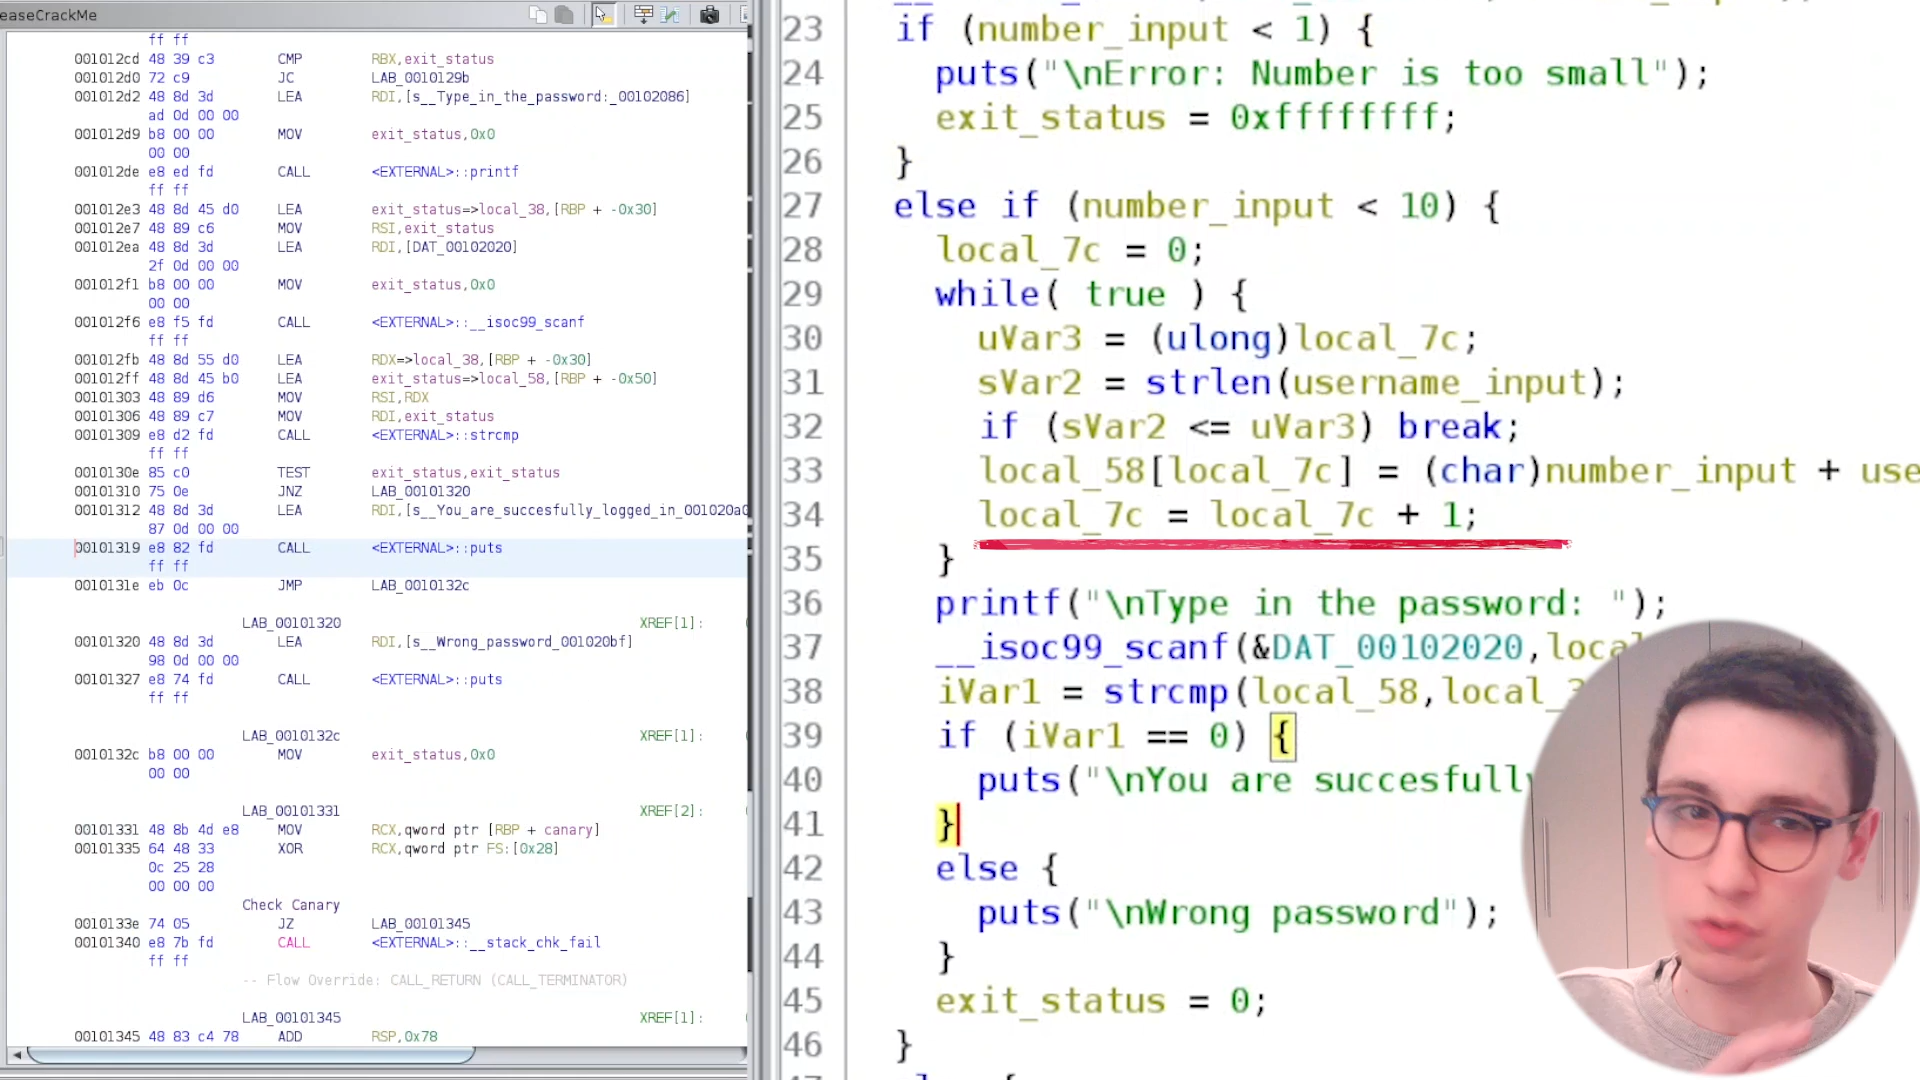 easeCrackMe
ff ff
001012cd 48 39 c3 CMP RBX,exit_status
001012d0 72 c9 JC LAB_0010129b
001012d2 48 8d 3d LEA RDI,[s__Type_in_the_password:_00102086]
ad 0d 00 00
001012d9 b8 00 00 MOV exit_status,0x0
00 00
001012de e8 ed fd CALL <EXTERNAL>::printf
ff ff
001012e3 48 8d 45 d0 LEA exit_status=>local_38,[RBP + -0x30]
001012e7 48 89 c6 MOV RSI,exit_status
001012ea 48 8d 3d LEA RDI,[DAT_00102020]
2f 0d 00 00
001012f1 b8 00 00 MOV exit_status,0x0
00 00
001012f6 e8 f5 fd CALL <EXTERNAL>::__isoc99_scanf
ff ff
001012fb 48 8d 55 d0 LEA RDX=>local_38,[RBP + -0x30]
001012ff 48 8d 45 b0 LEA exit_status=>local_58,[RBP + -0x50]
00101303 48 89 d6 MOV RSI,RDX
00101306 48 89 c7 MOV RDI,exit_status
00101309 e8 d2 fd CALL <EXTERNAL>::strcmp
ff ff
0010130e 85 c0 TEST exit_status,exit_status
00101310 75 0e JNZ LAB_00101320
00101312 48 8d 3d LEA RDI,[s__You_are_succesfully_logged_in_001020a0
87 0d 00 00
00101319 e8 82 fd CALL <EXTERNAL>::puts
ff ff
0010131e eb 0c JMP LAB_0010132c
LAB_00101320 XREF[1]:
00101320 48 8d 3d LEA RDI,[s__Wrong_password_001020bf]
98 0d 00 00
00101327 e8 74 fd CALL <EXTERNAL>::puts
ff ff
LAB_0010132c XREF[1]:
0010132c b8 00 00 MOV exit_status,0x0
00 00
LAB_00101331 XREF[2]:
00101331 48 8b 4d e8 MOV RCX,qword ptr [RBP + canary]
00101335 64 48 33 XOR RCX,qword ptr FS:[0x28]
0c 25 28
00 00 00
Check Canary
0010133e 74 05 JZ LAB_00101345
00101340 e8 7b fd CALL <EXTERNAL>::__stack_chk_fail
ff ff
-- Flow Override: CALL_RETURN (CALL_TERMINATOR)
LAB_00101345 XREF[1]:
00101345 48 83 c4 78 ADD RSP,0x78
23 if (number_input < 1) {
24 puts("\nError: Number is too small");
25 exit_status = 0xffffffff;
26 }
27 else if (number_input < 10) {
28 local_7c = 0;
29 while( true ) {
30 uVar3 = (ulong)local_7c;
31 sVar2 = strlen(username_input);
32 if (sVar2 <= uVar3) break;
33 local_58[local_7c] = (char)number_input + use
34 local_7c = local_7c + 1;
35 }
36 printf("\nType in the password: ");
37 __isoc99_scanf(&DAT_00102020,loca
38 iVar1 = strcmp(local_58,local_3
39 if (iVar1 == 0) {
40 puts("\nYou are succesfully
41 }
42 else {
43 puts("\nWrong password");
44 }
45 exit_status = 0;
46 }